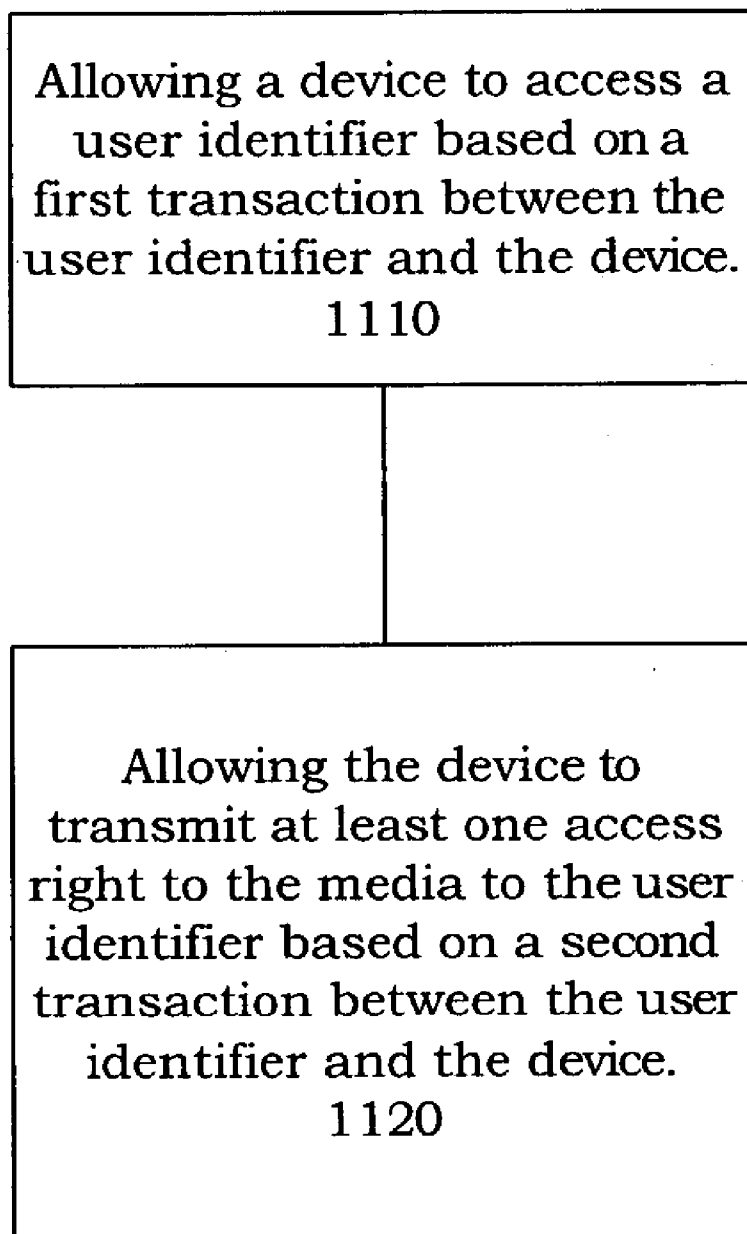 Allowing a device to access a
user identifier based on a
first transaction between the
user identifier and the device.
1110
Allowing the device to
transmit at least one access
right to the media to the user
identifier based on a second
transaction between the user
identifier and the device.
1120